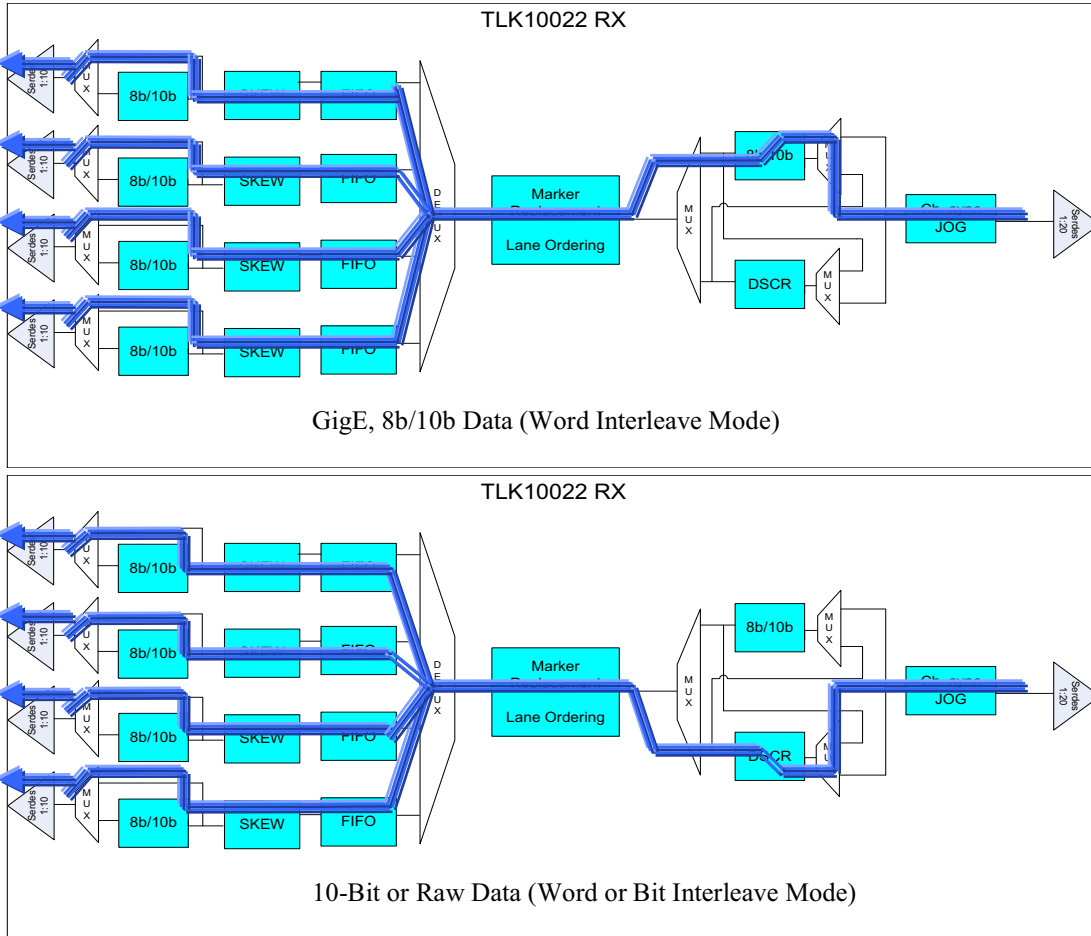 TLK10022 RX
Serdes
1:10
8b/10b
FIFO
Serdes
1:10
8b/10b
SKEW
FIFO
Serdes
1:10
M
U
X
8b/10b
SKEW
FIFO
Serdes
1:10
M
U
X
8b/10b
SKEW
FIFO
Marker
Lane Ordering
M
U
X
8b/10b
DSCR
M
U
X
JOG
Serdes
1:20
GigE, 8b/10b Data (Word Interleave Mode)
TLK10022 RX
Serdes
1:10
8b/10b
Serdes
1:10
8b/10b
FIFO
Serdes
1:10
M
U
X
8b/10b
SKEW
FIFO
Serdes
1:10
M
U
X
8b/10b
SKEW
FIFO
Marker
Lane Ordering
M
U
X
8b/10b
M
U
X
DSCR
JOG
Serdes
1:20
10-Bit or Raw Data (Word or Bit Interleave Mode)